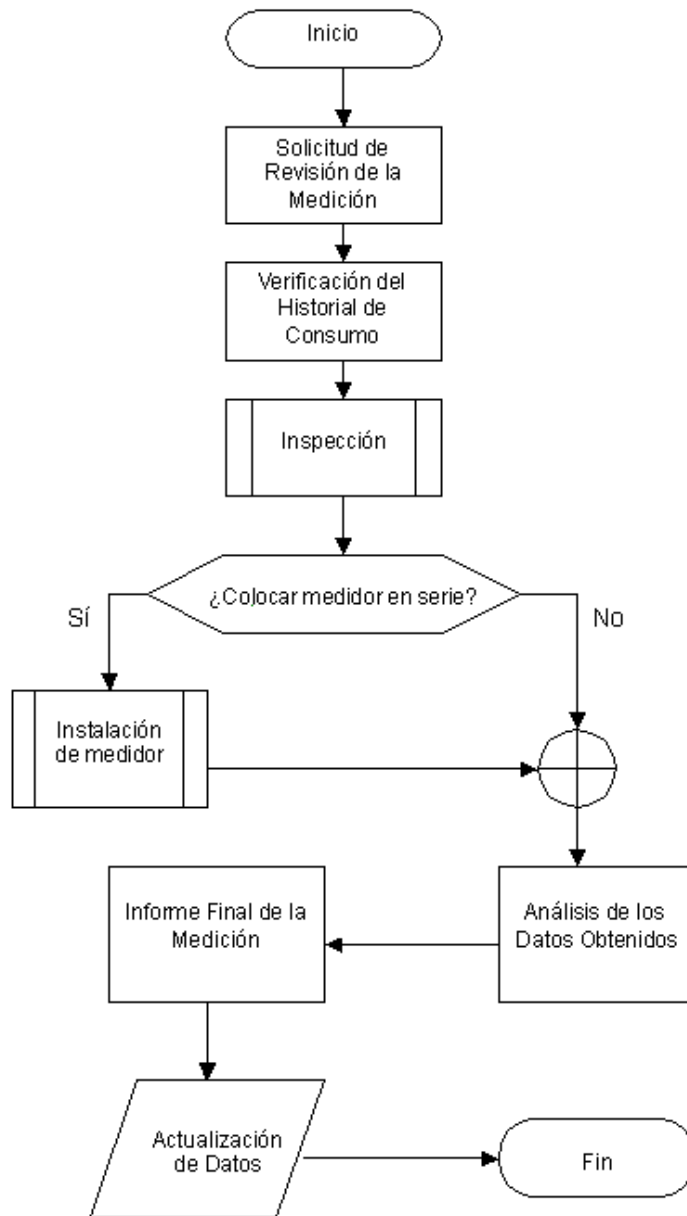 Inicio
Solicitud de
Revisión de la
Medición
Verificación del
Historial de
Consumo
Inspección
¿Colocar medidor en serie?
Sí
No
Instalación
de medidor
Informe Final de la
Medición
Análisis de los
Datos Obtenidos
Actualización
de Datos
Fin